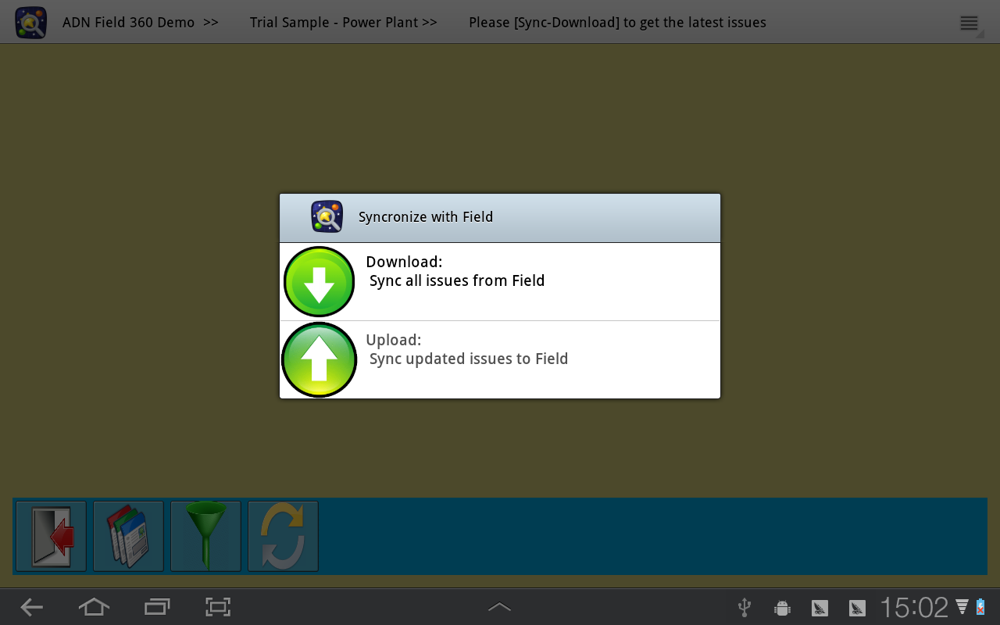 ADN Field 360 Demo >> Trial Sample - Power Plant >> Please [Sync-Download] to get the latest issues
Syncronize with Field
Download:
Sync all issues from Field
Upload:
Sync updated issues to Field
15:02